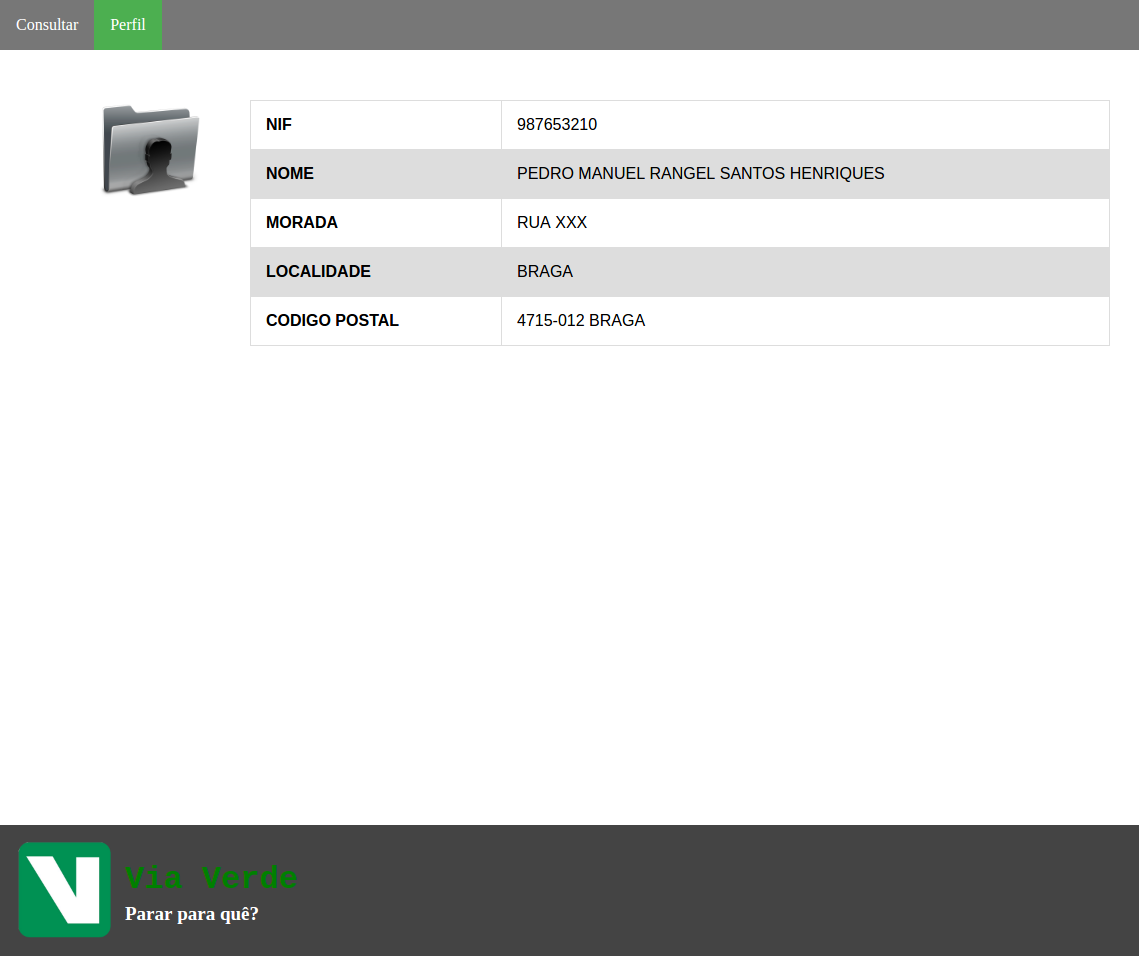 Consultar Perfil
NIF 987653210
NOME PEDRO MANUEL RANGEL SANTOS HENRIQUES
MORADA RUA XXX
LOCALIDADE BRAGA
CODIGO POSTAL 4715-012 BRAGA
Via Verde
Parar para quê?